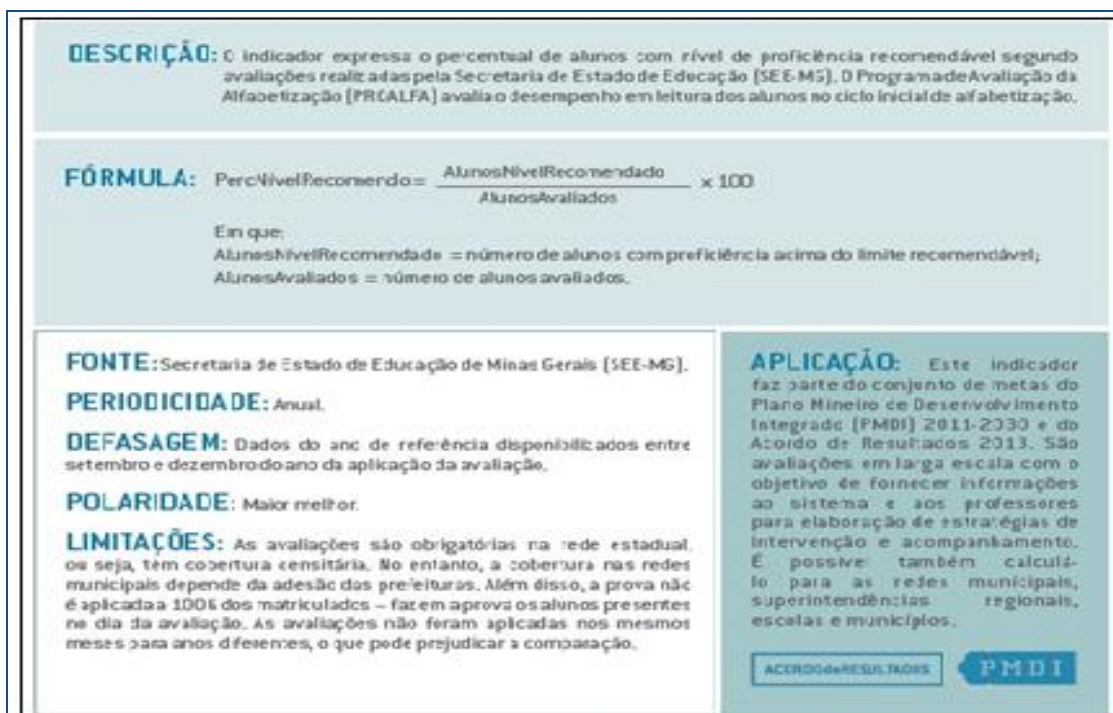 DESCRIÇÃO: O indicador expressa o percentual de alunos com nível de proficiência recomendável segundo
avaliações realizadas pela Secretaria de Estado de Educação [SEE-MG]. O Programa de Avaliação da
Alfabetização [PROALFA] avalia o desempenho em leitura dos alunos no ciclo inicial de alfabetização.
FÓRMULA: PercNívelRecomendo = AlunosNívelRecomendado
x 100
AlunosAvaliados
Em que:
AlunosNívelRecomendade = número de alunos com proficiência acima do limite recomendável;
AlunosAvaliados = número de alunos avaliados.
FONTE: Secretaria de Estado de Educação de Minas Gerais [SEE-MG].
PERIODICIDADE: Anual.
DEFASAGEM: Dados do ano de referência disponibilizados entre
setembro e dezembro do ano da aplicação da avaliação.
POLARIDADE: Maior melhor.
LIMITAÇÕES: As avaliações são obrigatórias na rede estadual,
ou seja, têm cobertura censitária. No entanto, a cobertura nas redes
municipais depende da adesão das prefeituras. Além disso, a prova não
é aplicada a 100% dos matriculados – fazem a prova os alunos presentes
no dia da avaliação. As avaliações não foram aplicadas nos mesmos
meses para anos diferentes, o que pode prejudicar a comparação.
APLICAÇÃO: Este indicador
faz parte do conjunto de metas do
Plano Mineiro de Desenvolvimento
Integrado [PMDI] 2011-2030 e do
Acordo de Resultados 2013. São
avaliações em larga escala com o
objetivo de fornecer informações
ao sistema e aos professores
para elaboração de estratégias de
intervenção e acompanhamento.
É possível também calculá-
lo para as redes municipais,
superintendências regionais,
escolas e municípios.
ACORDO de RESULTADOS
PMDI